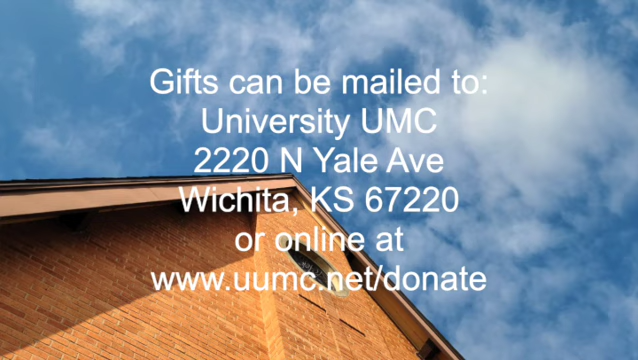 Gifts can be mailed to:
University UMC
2220 N Yale Ave
Wichita, KS 67220
or online at
www.uumc.net/donate